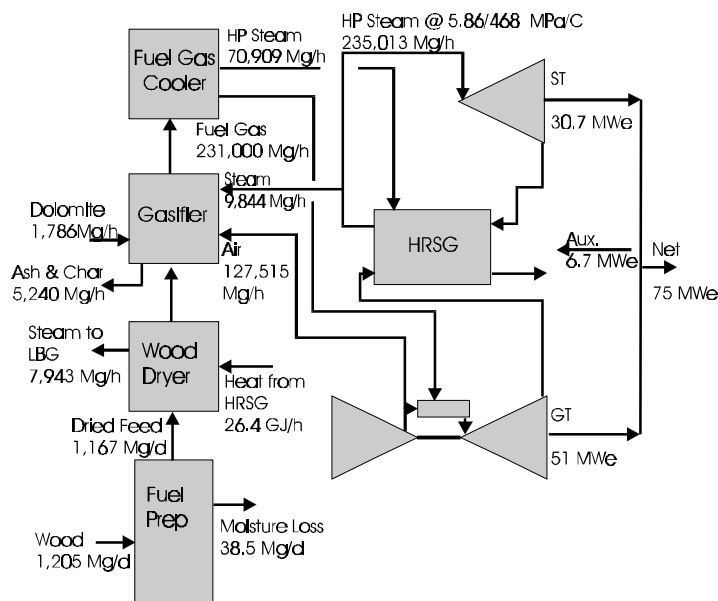 HP Steam
70,909 Mg/h
HP Steam @ 5.86/468 MPa/C
235,013 Mg/h
Fuel Gas
Cooler
ST
30.7 MWe
Fuel Gas
231,000 Mg/h
Steam
9,844 Mg/h
Gasifier
Dolomite
1,786Mg/h
Air
127,515
Mg/h
HRSG
Aux.
6.7 MWe
Net
75 MWe
Ash & Char
5,240 Mg/h
Steam to
LBG
7,943 Mg/h
Wood
Dryer
Heat from
HRSG
26.4 GJ/h
Dried Feed
1,167 Mg/d
GT
51 MWe
Fuel
Prep
Wood
1,205 Mg/d
Moisture Loss
38.5 Mg/d